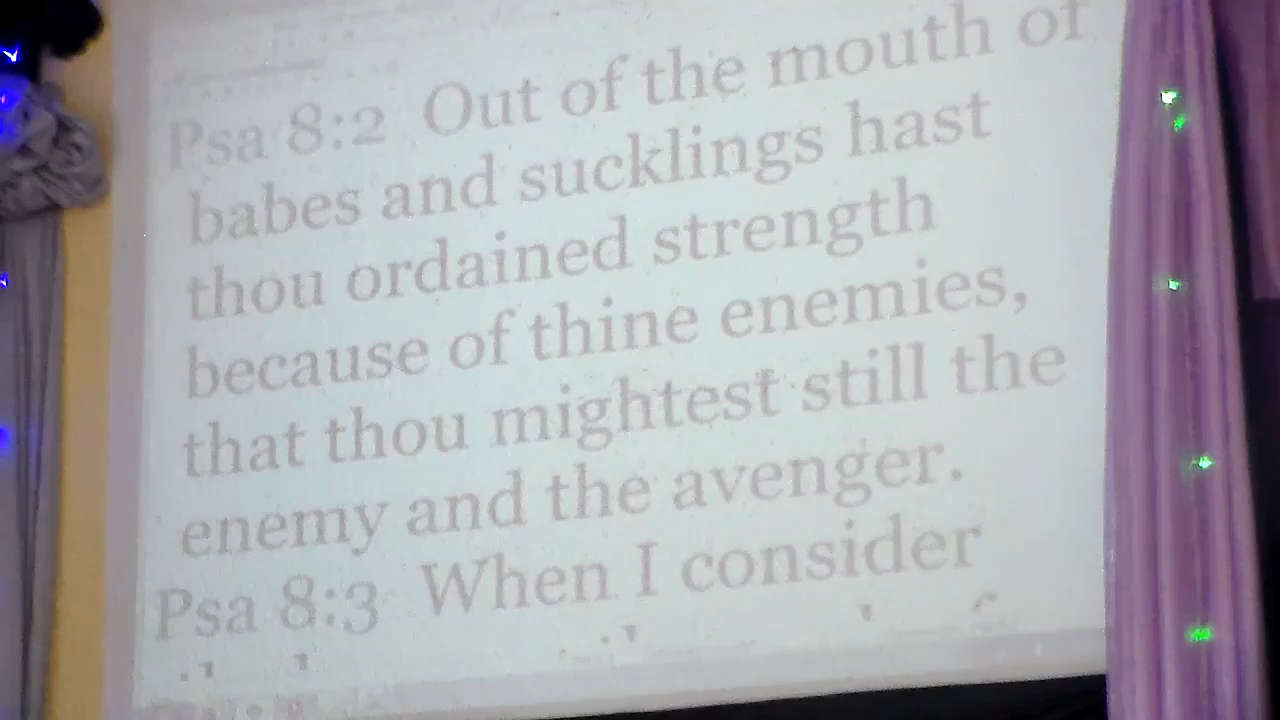 Psa 8:2 Out of the mouth of
babes and sucklings hast
thou ordained strength
because of thine enemies,
that thou mightest still the
enemy and the avenger.
Psa 8:3 When I consider